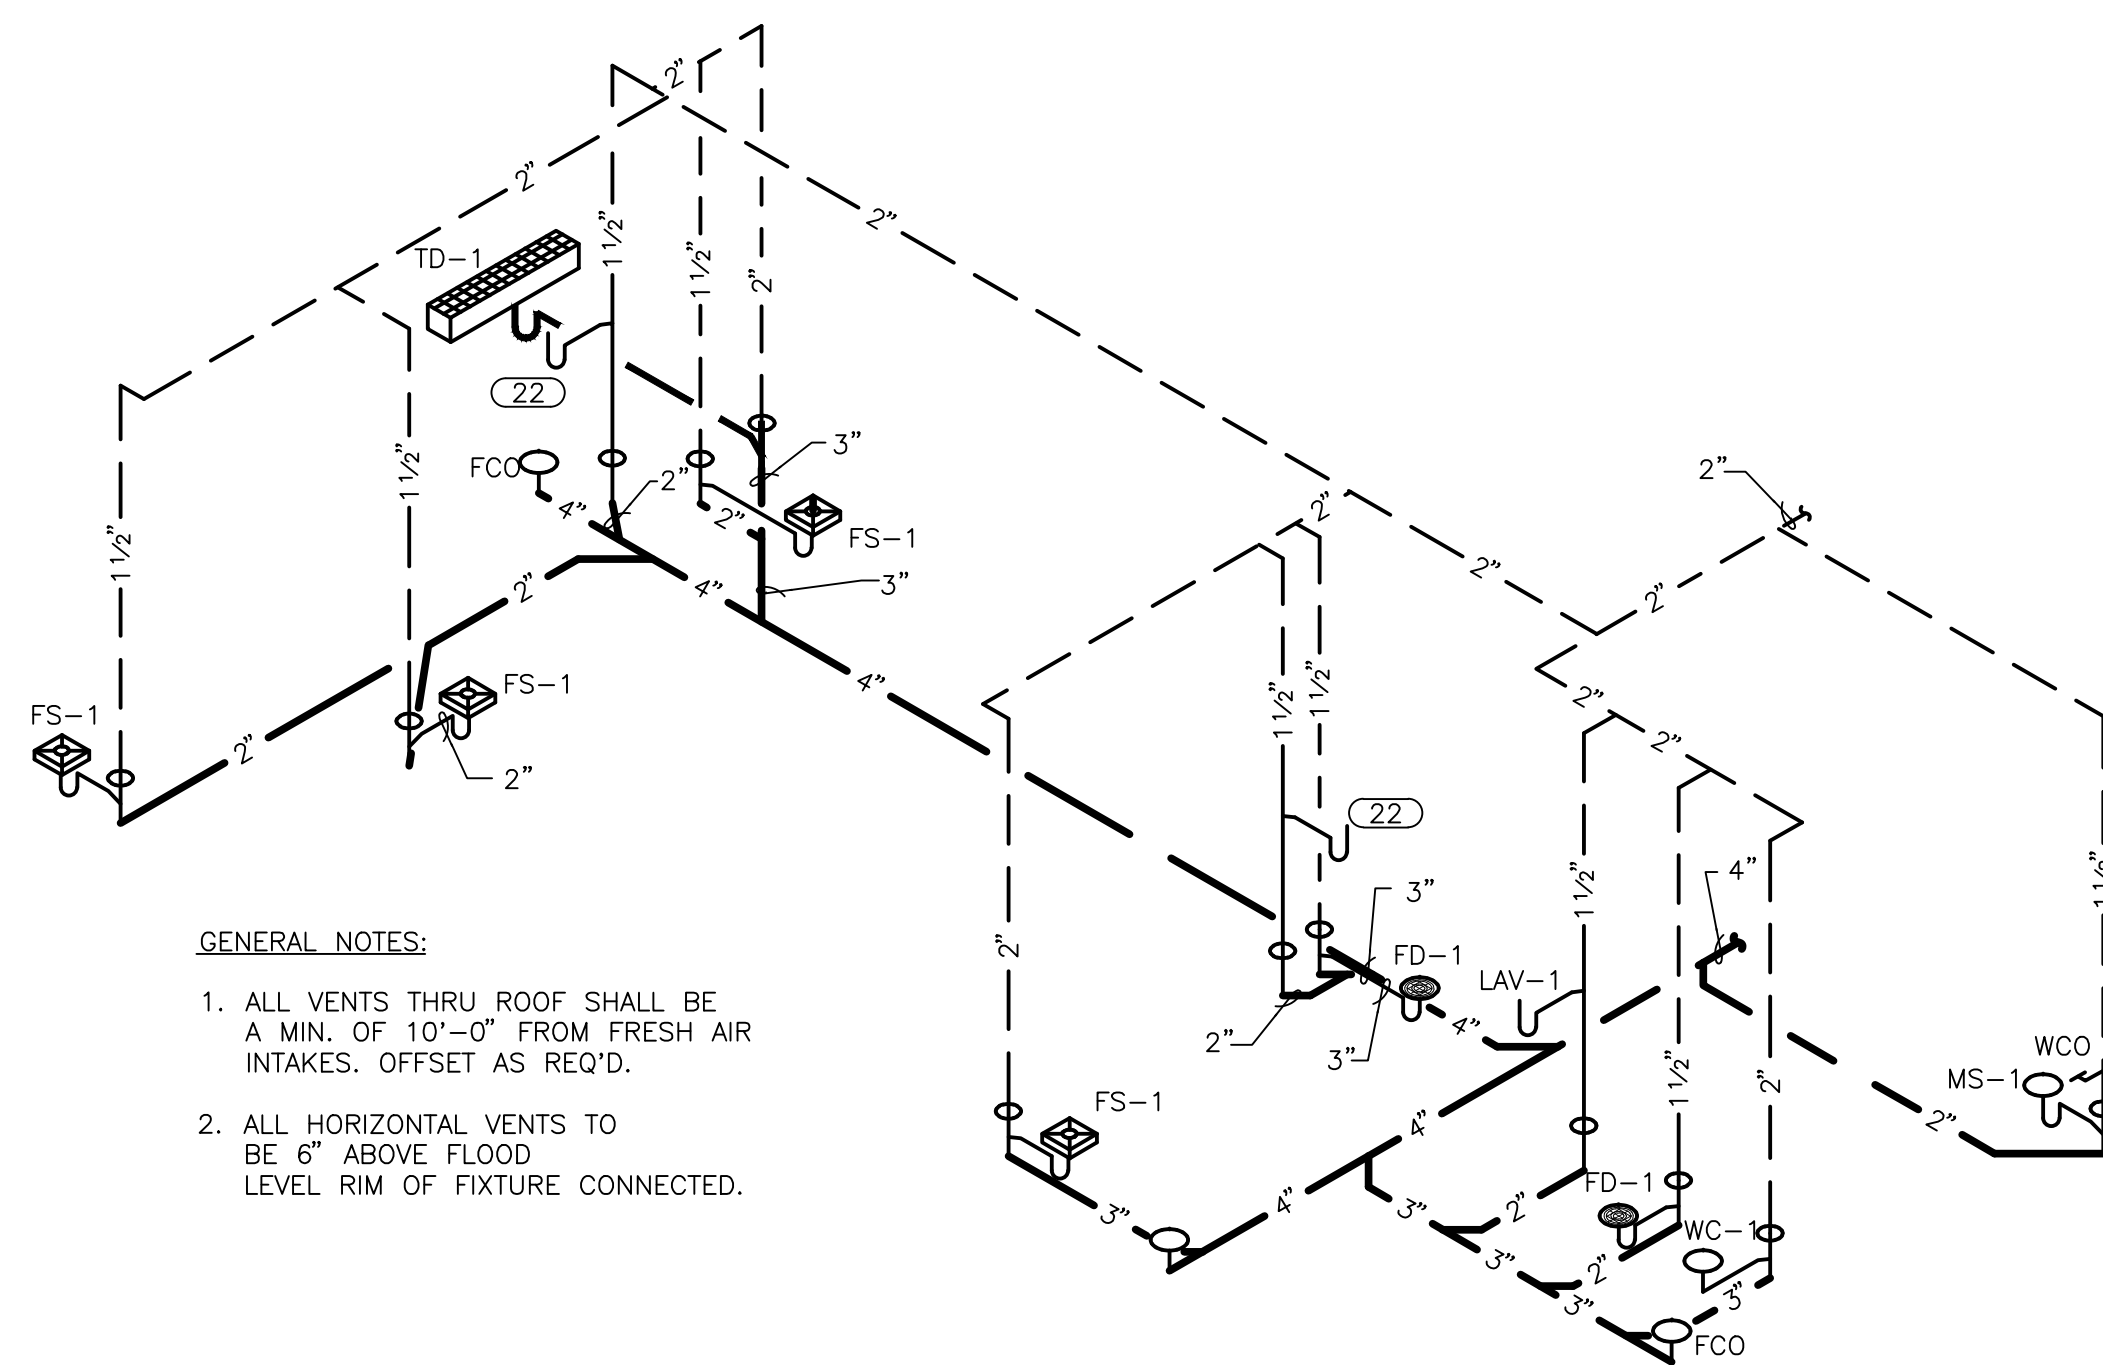 2”
2”
2”
1 1/2”
1 1/2”
2”
TD–1
22
3”
FCO
2”
1 1/2”
1 1/2”
4”
2”
FS–1
2”
4”
3”
4”
FS–1
FS–1
2”
2”
2”
2”
2”
2”
2”
2”
1 1/2”
1 1/2”
22
2”
1 1/2”
3”
4”
FD–1
LAV–1
4”
2”
3”
2”
FS–1
3”
4”
4”
3”
2”
3”
2”
3”
1 1/2”
2”
FD–1
WC–1
3”
FCO
1 1/2”
WCO
MS–1
2”
GENERAL NOTES:
1. ALL VENTS THRU ROOF SHALL BE
A MIN. OF 10'–0” FROM FRESH AIR
INTAKES. OFFSET AS REQ'D.
2. ALL HORIZONTAL VENTS TO
BE 6” ABOVE FLOOD
LEVEL RIM OF FIXTURE CONNECTED.